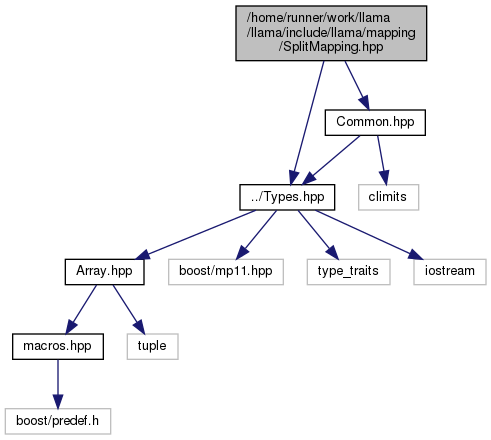 /home/runner/work/llama
/llama/include/llama/mapping
/SplitMapping.hpp
Common.hpp
../Types.hpp
climits
Array.hpp
boost/mp11.hpp
type_traits
iostream
macros.hpp
tuple
boost/predef.h